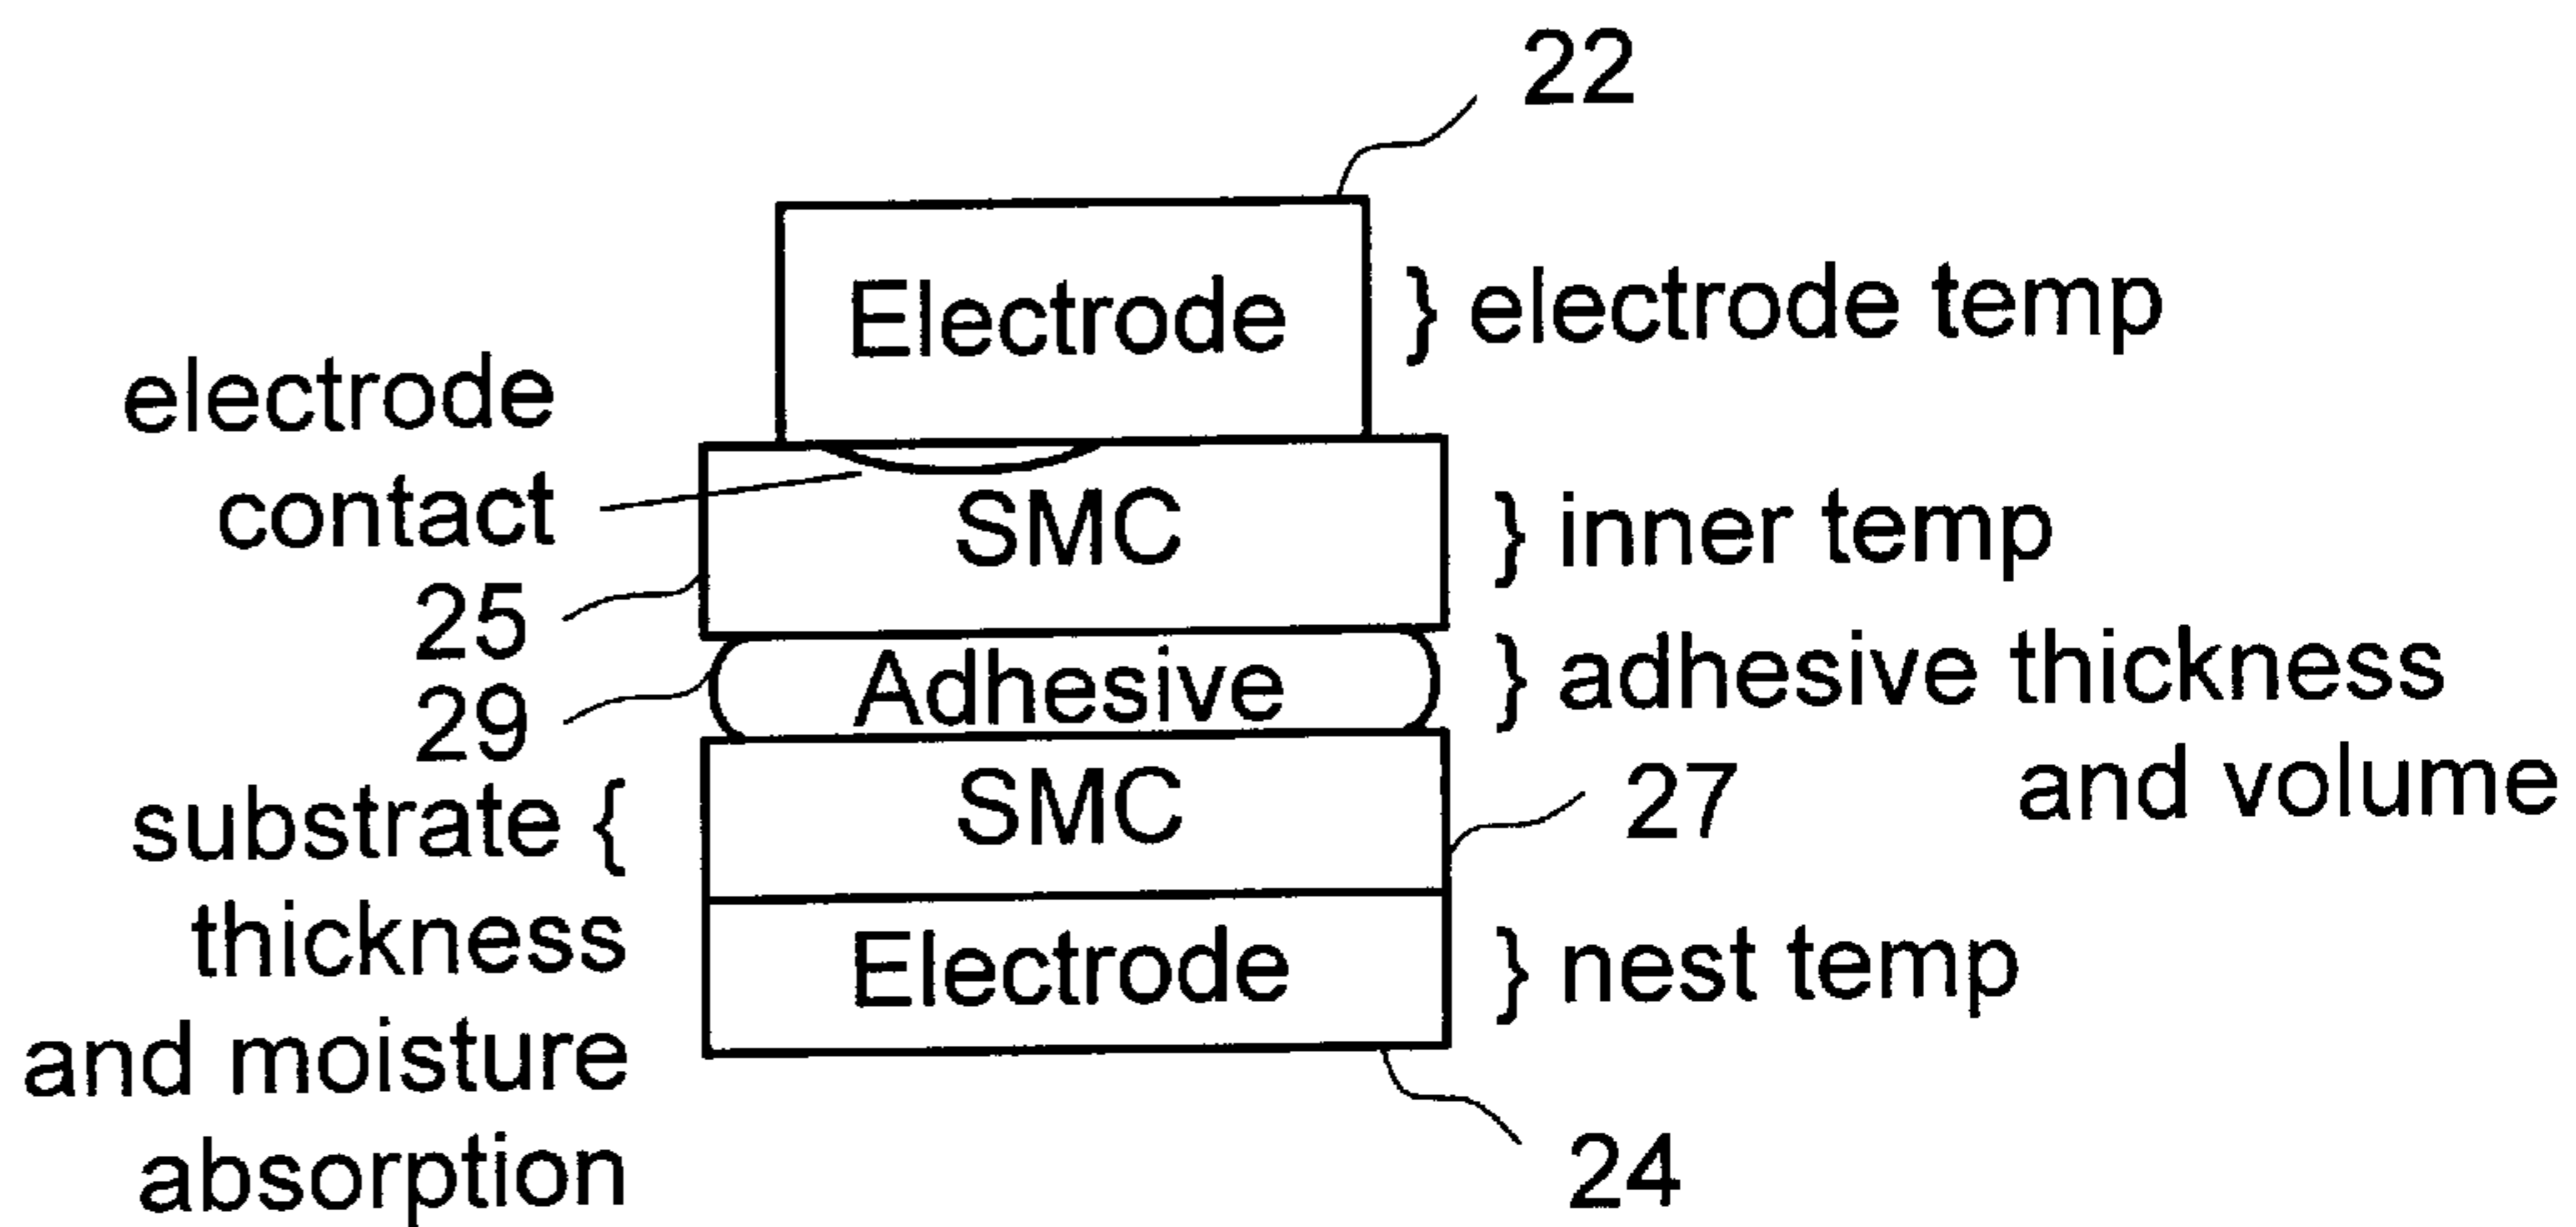 22
Electrode
} electrode temp
electrode
contact
SMC
} inner temp
25
Adhesive
} adhesive thickness
and volume
29
SMC
27
substrate {
thickness
and moisture
absorption
Electrode
} nest temp
24